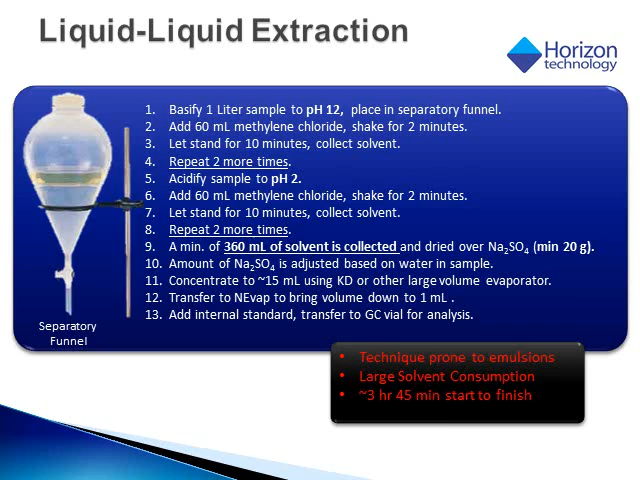 Liquid-Liquid Extraction
Horizon
technology
1. Basify 1 Liter sample to pH 12, place in separatory funnel.
2. Add 60 mL methylene chloride, shake for 2 minutes.
3. Let stand for 10 minutes, collect solvent.
4. Repeat 2 more times.
5. Acidify sample to pH 2.
6. Add 60 mL methylene chloride, shake for 2 minutes.
7. Let stand for 10 minutes, collect solvent.
8. Repeat 2 more times.
9. A min. of 360 mL of solvent is collected and dried over Na2SO4 (min 20 g).
10. Amount of Na2SO4 is adjusted based on water in sample.
11. Concentrate to ~15 mL using KD or other large volume evaporator.
12. Transfer to NEvap to bring volume down to 1 mL .
13. Add internal standard, transfer to GC vial for analysis.
Separatory
Funnel
• Technique prone to emulsions
• Large Solvent Consumption
• ~3 hr 45 min start to finish